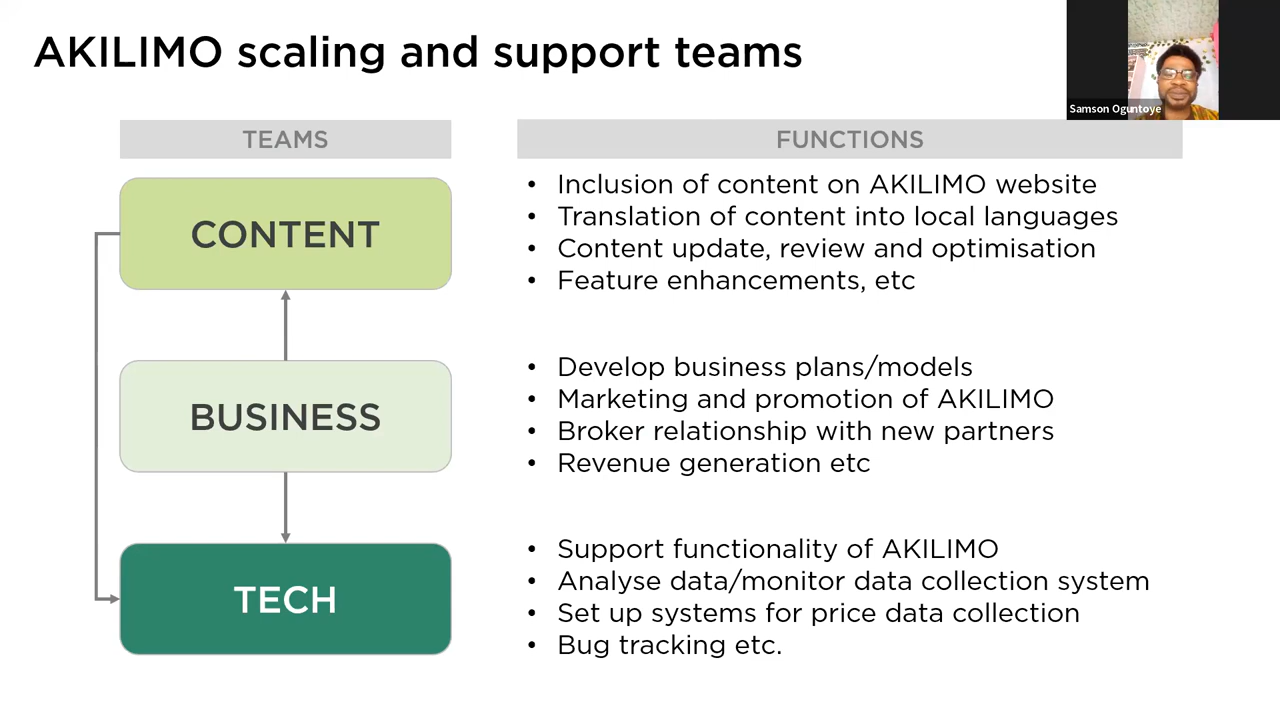 AKILIMO scaling and support teams
Samson Oguntoye
TEAMS
FUNCTIONS
CONTENT
• Inclusion of content on AKILIMO website
• Translation of content into local languages
• Content update, review and optimisation
• Feature enhancements, etc
BUSINESS
• Develop business plans/models
• Marketing and promotion of AKILIMO
• Broker relationship with new partners
• Revenue generation etc
TECH
• Support functionality of AKILIMO
• Analyse data/monitor data collection system
• Set up systems for price data collection
• Bug tracking etc.